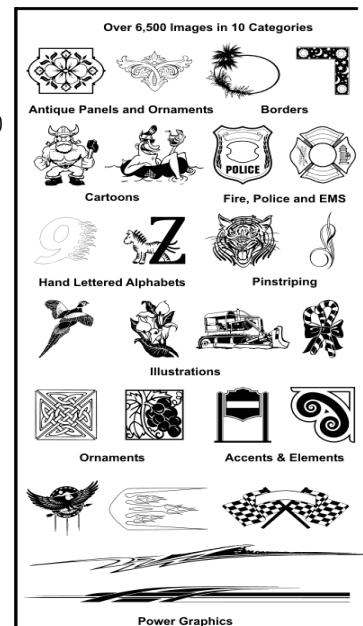 Over 6,500 Images in 10 Categories
Antique Panels and Ornaments
Borders
POLICE
Cartoons
Fire, Police and EMS
9
Z
Hand Lettered Alphabets
Pinstriping
Illustrations
Ornaments
Accents & Elements
Power Graphics